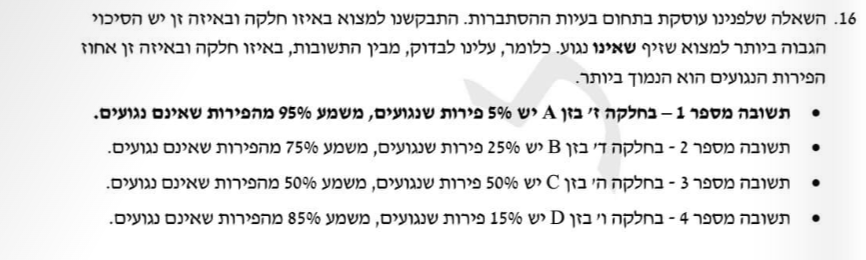 16. השאלה שלפנינו עוסקת בתחום בעיות ההסתברות. התבקשנו למצוא באיזו חלקה ובאיזה זן יש הסיכוי
הגבוה ביותר למצוא שזיף שאינו נגוע. כלומר, עלינו לבדוק, מבין התשובות, באיזו חלקה ובאיזה זן אחוז
הפירות הנגועים הוא הנמוך ביותר.
• תשובה מספר 1 – בחלקה ז' בזן A יש 5% פירות שנגועים, משמע 95% מהפירות שאינם נגועים.
• תשובה מספר 2 - בחלקה ד' בזן B יש 25% פירות שנגועים, משמע 75% מהפירות שאינם נגועים.
• תשובה מספר 3 - בחלקה ה' בזן C יש 50% פירות שנגועים, משמע 50% מהפירות שאינם נגועים.
• תשובה מספר 4 - בחלקה ו' בזן D יש 15% פירות שנגועים, משמע 85% מהפירות שאינם נגועים.